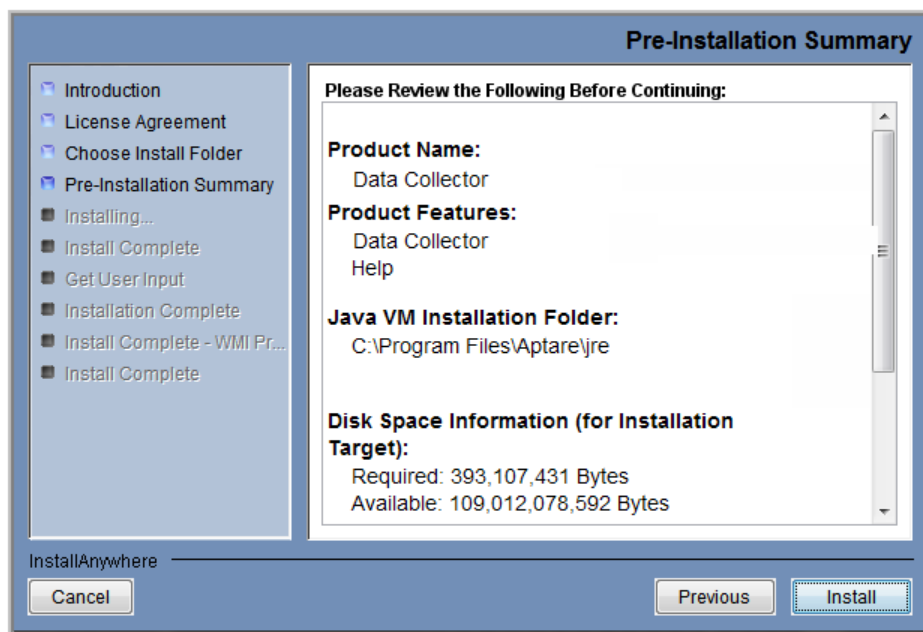 Pre-Installation Summary
Introduction
License Agreement
Choose Install Folder
Pre-Installation Summary
Installing...
Install Complete
Get User Input
Installation Complete
Install Complete - WMI Pr...
Install Complete
Please Review the Following Before Continuing:
Product Name:
Data Collector
Product Features:
Data Collector
Help
Java VM Installation Folder:
C:\Program Files\Aptare\jre
Disk Space Information (for Installation
Target):
Required: 393,107,431 Bytes
Available: 109,012,078,592 Bytes
InstallAnywhere
Cancel
Previous
Install